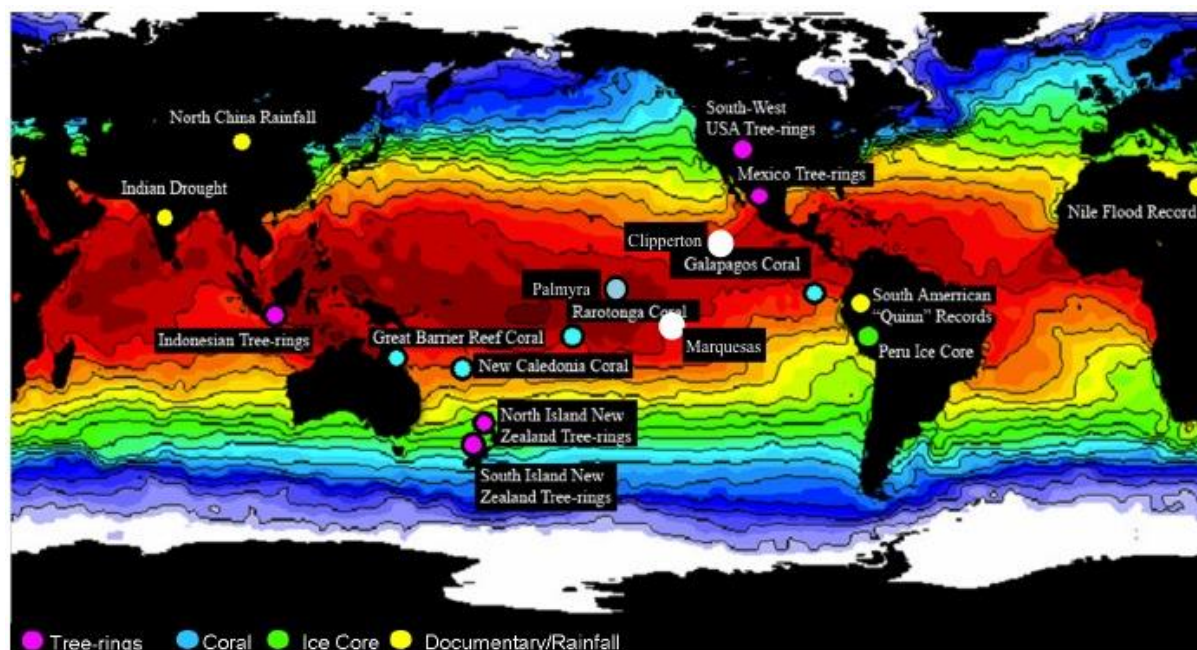 South-West
USA Tree-rings
North China Rainfall
Mexico Tree-rings
Indian Drought
Nile Flood Record
Clipperton
Galapagos Coral
Palmyra
Rarotonga Coral
South Amerrican
“Quinn” Records
Indonesian Tree-rings
Great Barrier Reef Coral
Marquesas
Peru Ice Core
New Caledonia Coral
North Island New
Zealand Tree-rings
South Island New
Zealand Tree-rings
Tree-rings Coral Ice Core Documentary/Rainfall